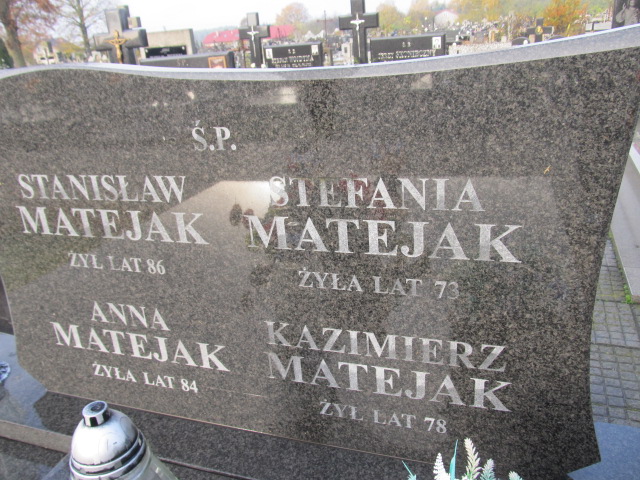 Ś.P.
STANISŁAW
MATEJAK
ŻYŁ LAT 86
STEFANIA
MATEJAK
ŻYŁA LAT 73
ANNA
MATEJAK
ŻYŁA LAT 84
KAZIMIERZ
MATEJAK
ŻYŁ LAT 78